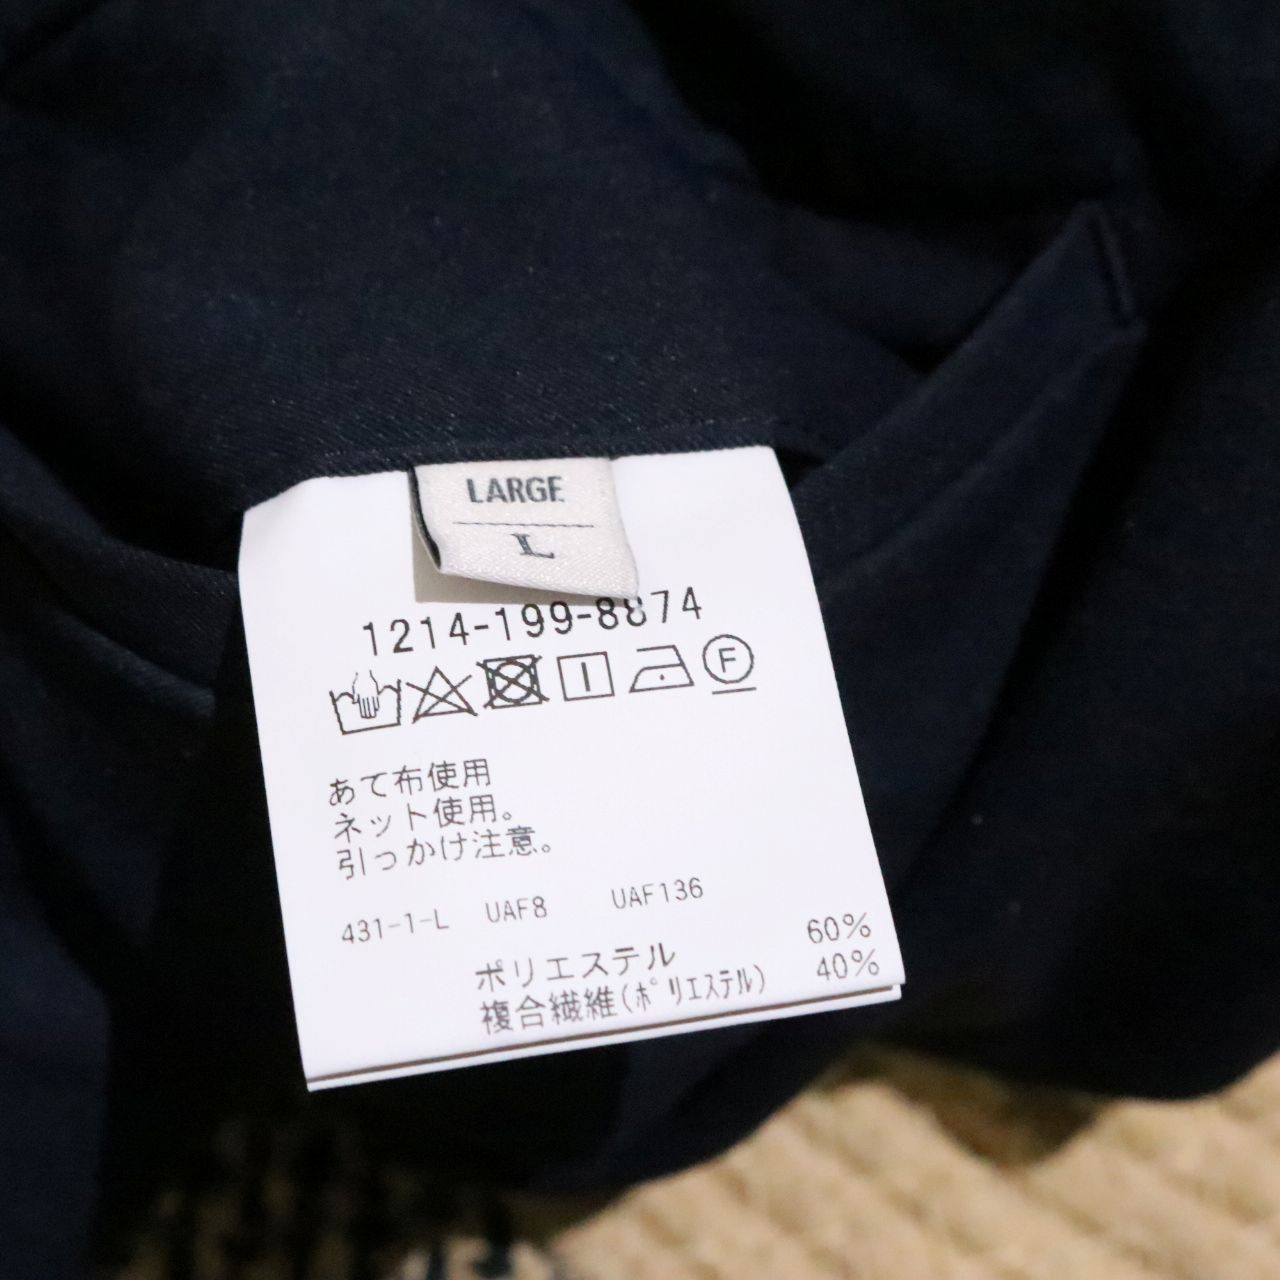 LARGE
L
1214-199-8874
F
あて布使用
ネット使用。
引っかけ注意。
431-1-L UAF8 UAF136
ポリエステル 60%
複合繊維(ポリエステル) 40%